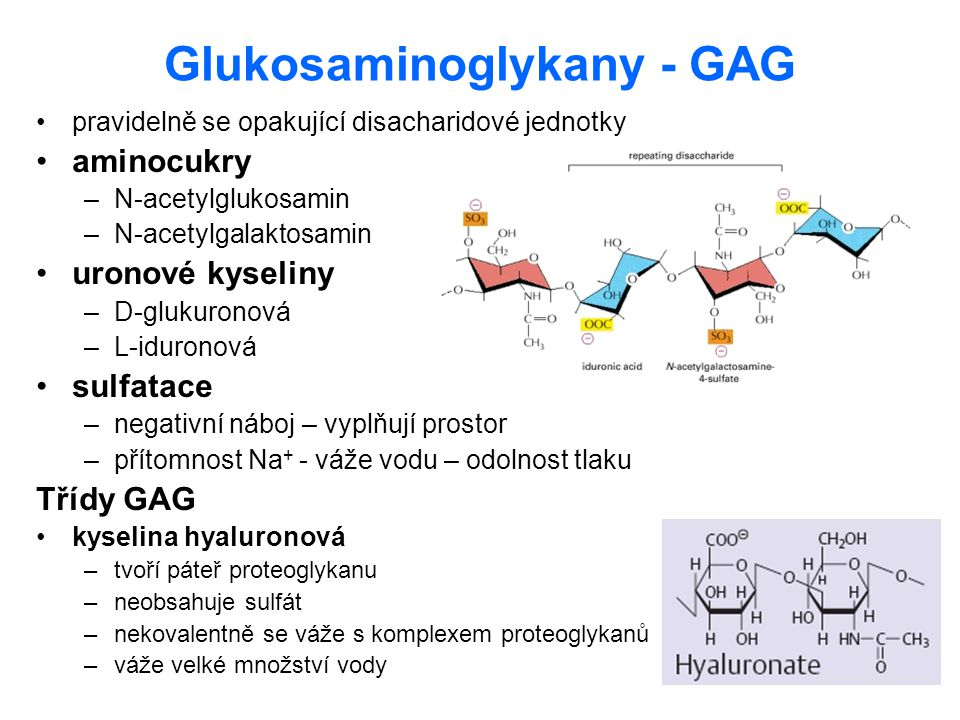 Glukosaminoglykany - GAG
• pravidelně se opakující disacharidové jednotky
• aminocukry
– N-acetylglukosamin
– N-acetylgalaktosamin
• uronové kyseliny
– D-glukuronová
– L-iduronová
• sulfatace
– negativní náboj – vyplňují prostor
– přítomnost Na⁺ - váže vodu – odolnost tlaku
Třídy GAG
• kyselina hyaluronová
– tvoří páteř proteoglykanu
– neobsahuje sulfát
– nekovalentně se váže s komplexem proteoglykanů
– váže velké množství vody
repeating disaccharide
⊖
SO₃
O
CH₂OH
O
OH
O
NH
C=O
CH₃
HO
O
OH
OOC
⊖
O
CH₃
C=O
NH
O
CH₂
OH
O
SO₃
⊖
⊖
OOC
O
O
OH
OH
O
iduronic acid
N-acetylgalactosamine-
4-sulfate
COO⊖
CH₂OH
H
O
H
O
H
H
O
O
OH
H
H
HO
H
H
OH
H
HN–C–CH₃
O
Hyaluronate